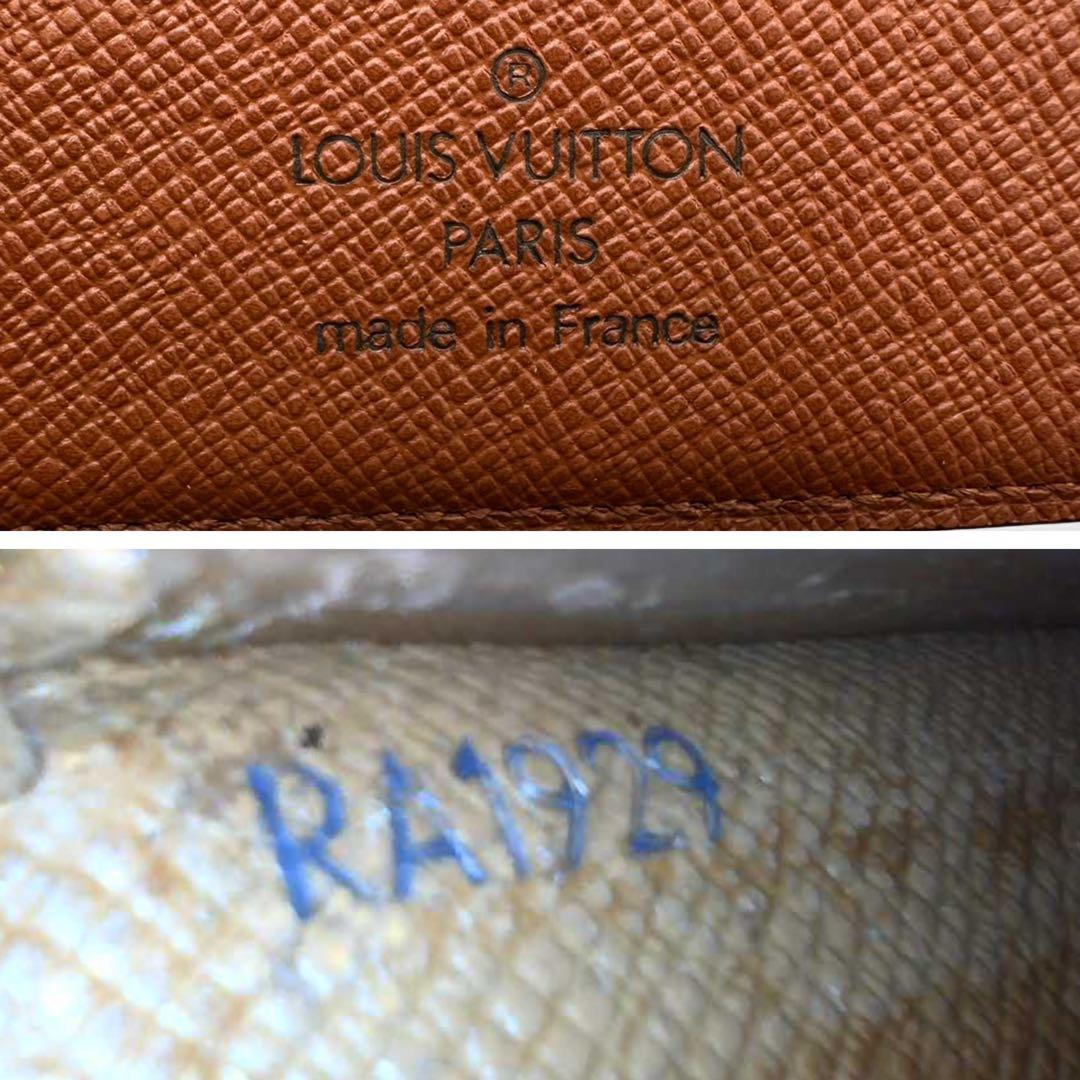 ®
LOUIS VUITTON
PARIS
made in France
RA1929